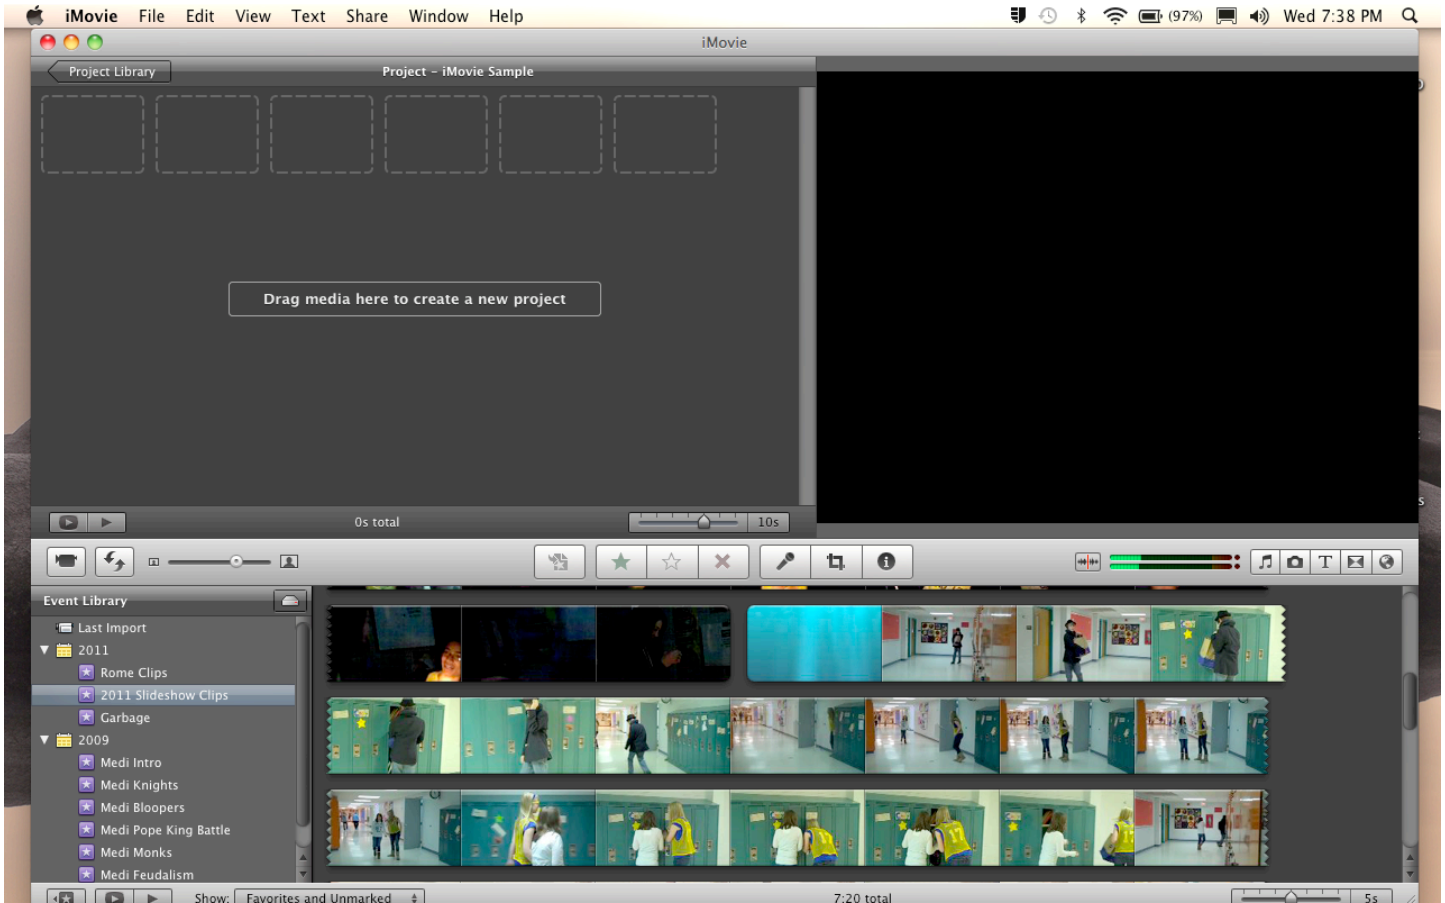 iMovie File Edit View Text Share Window Help (97%) Wed 7:38 PM
iMovie
Project Library Project – iMovie Sample
Drag media here to create a new project
0s total 10s
Event Library
Last Import
2011
Rome Clips
2011 Slideshow Clips
Garbage
2009
Medi Intro
Medi Knights
Medi Bloopers
Medi Pope King Battle
Medi Monks
Medi Feudalism
Show: Favorites and Unmarked 7:20 total 5s